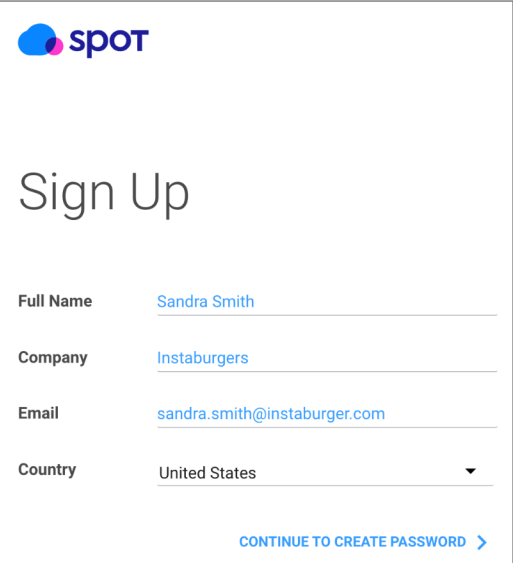 spot
Sign Up
Full Name Sandra Smith
Company Instaburgers
Email sandra.smith@instaburger.com
Country United States
CONTINUE TO CREATE PASSWORD